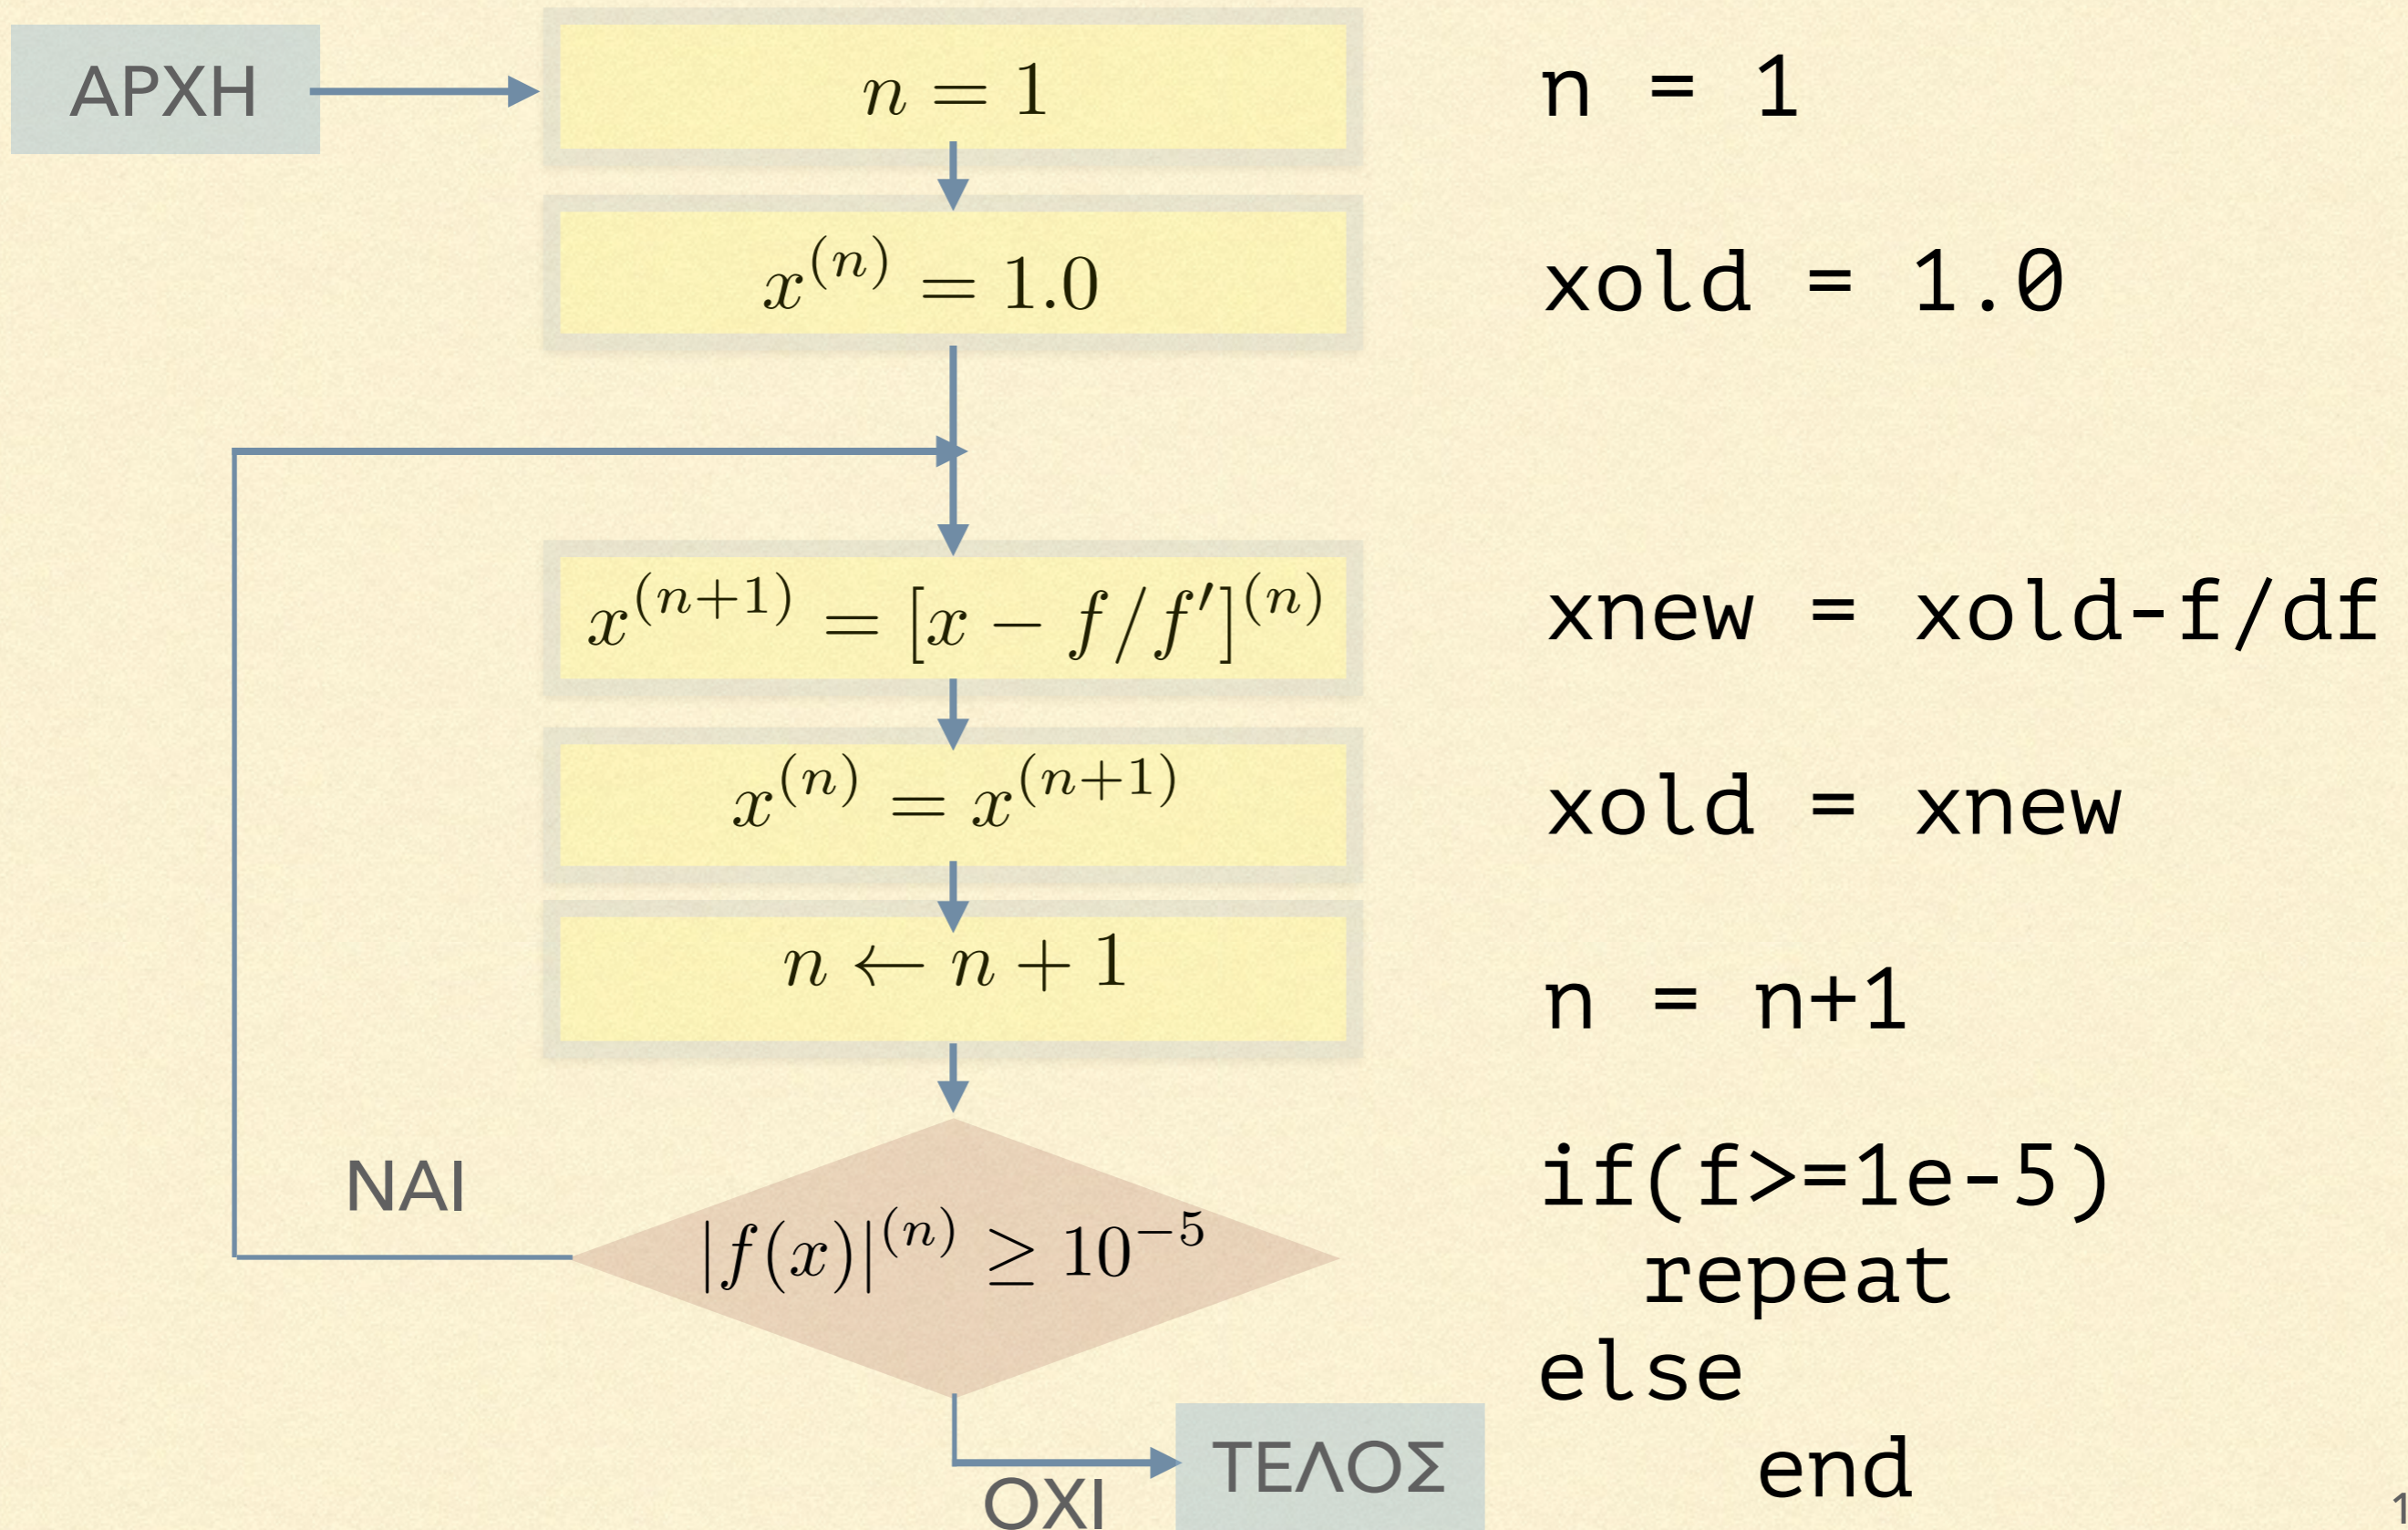 ΑΡΧΗ
n = 1
n = 1
x^{(n)} = 1.0
xold = 1.0
x^{(n+1)} = [x − f/f′]^{(n)}
xnew = xold-f/df
x^{(n)} = x^{(n+1)}
xold = xnew
n ← n + 1
n = n+1
ΝΑΙ
|f(x)|^{(n)} ≥ 10^{−5}
if(f>=1e-5)
repeat
else
end
ΟΧΙ
ΤΕΛΟΣ